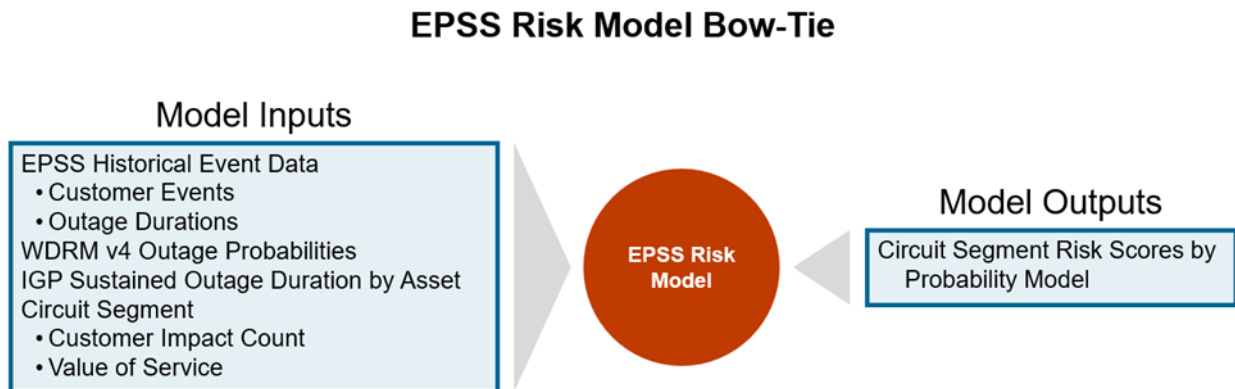 EPSS Risk Model Bow-Tie
Model Inputs
EPSS Historical Event Data
• Customer Events
• Outage Durations
WDRM v4 Outage Probabilities
IGP Sustained Outage Duration by Asset
Circuit Segment
• Customer Impact Count
• Value of Service
EPSS Risk
Model
Model Outputs
Circuit Segment Risk Scores by
Probability Model